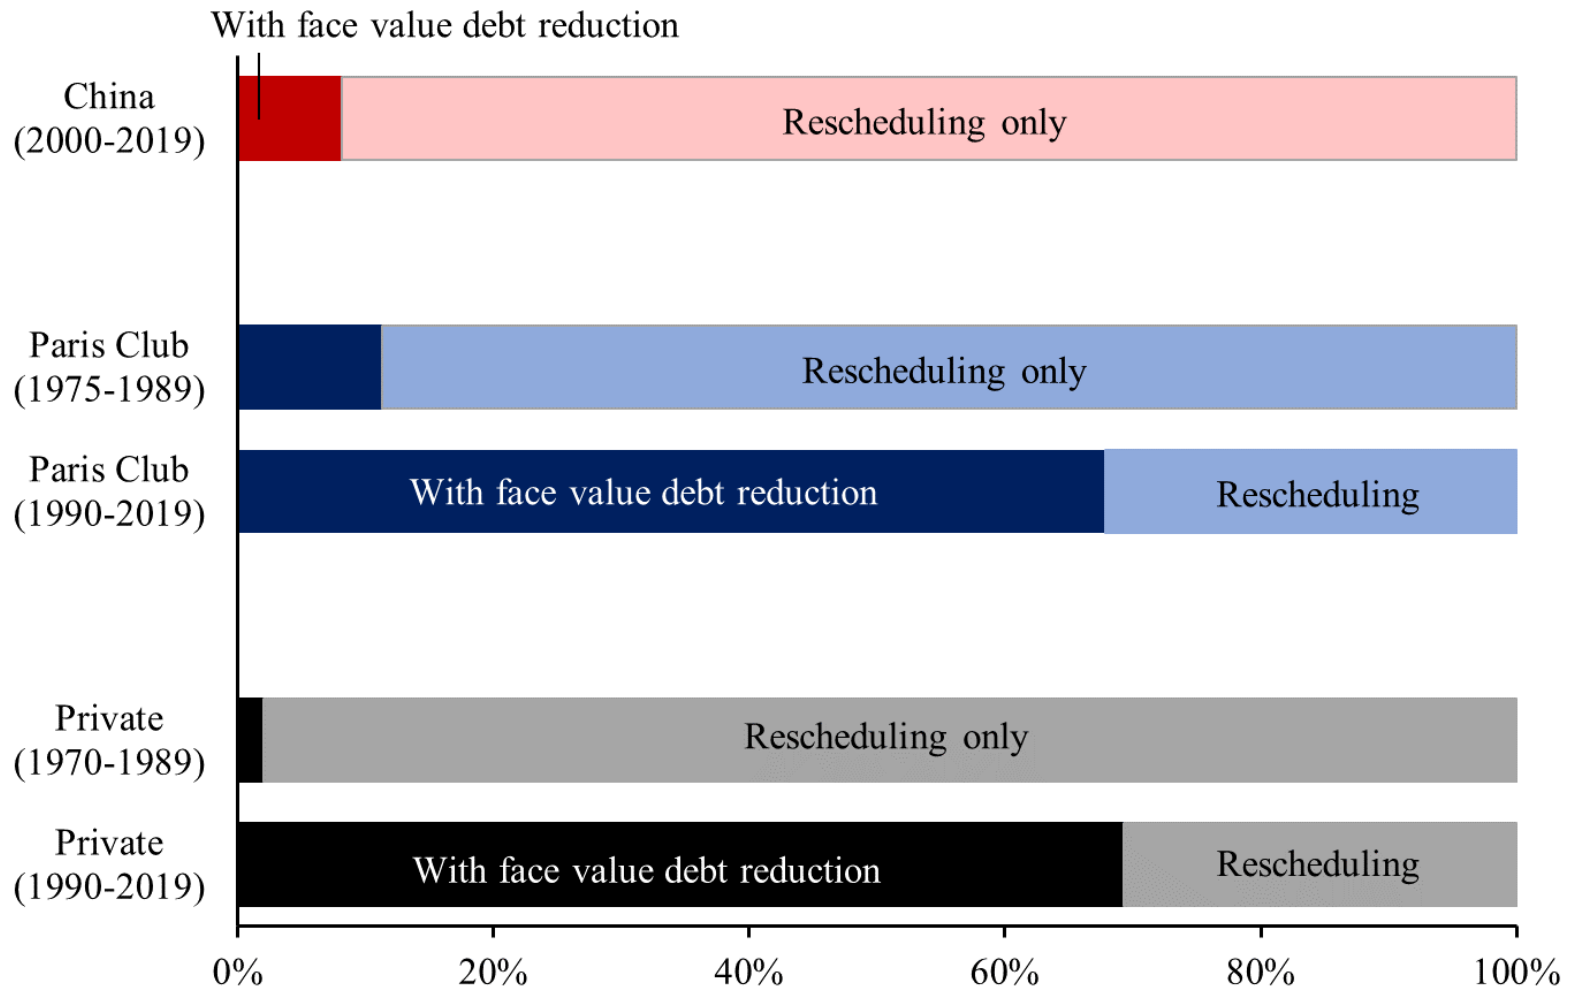 With face value debt reduction
China
(2000-2019)
Rescheduling only
Paris Club
(1975-1989)
Rescheduling only
Paris Club
(1990-2019)
With face value debt reduction
Rescheduling
Private
(1970-1989)
Rescheduling only
Private
(1990-2019)
With face value debt reduction
Rescheduling
0% 20% 40% 60% 80% 100%